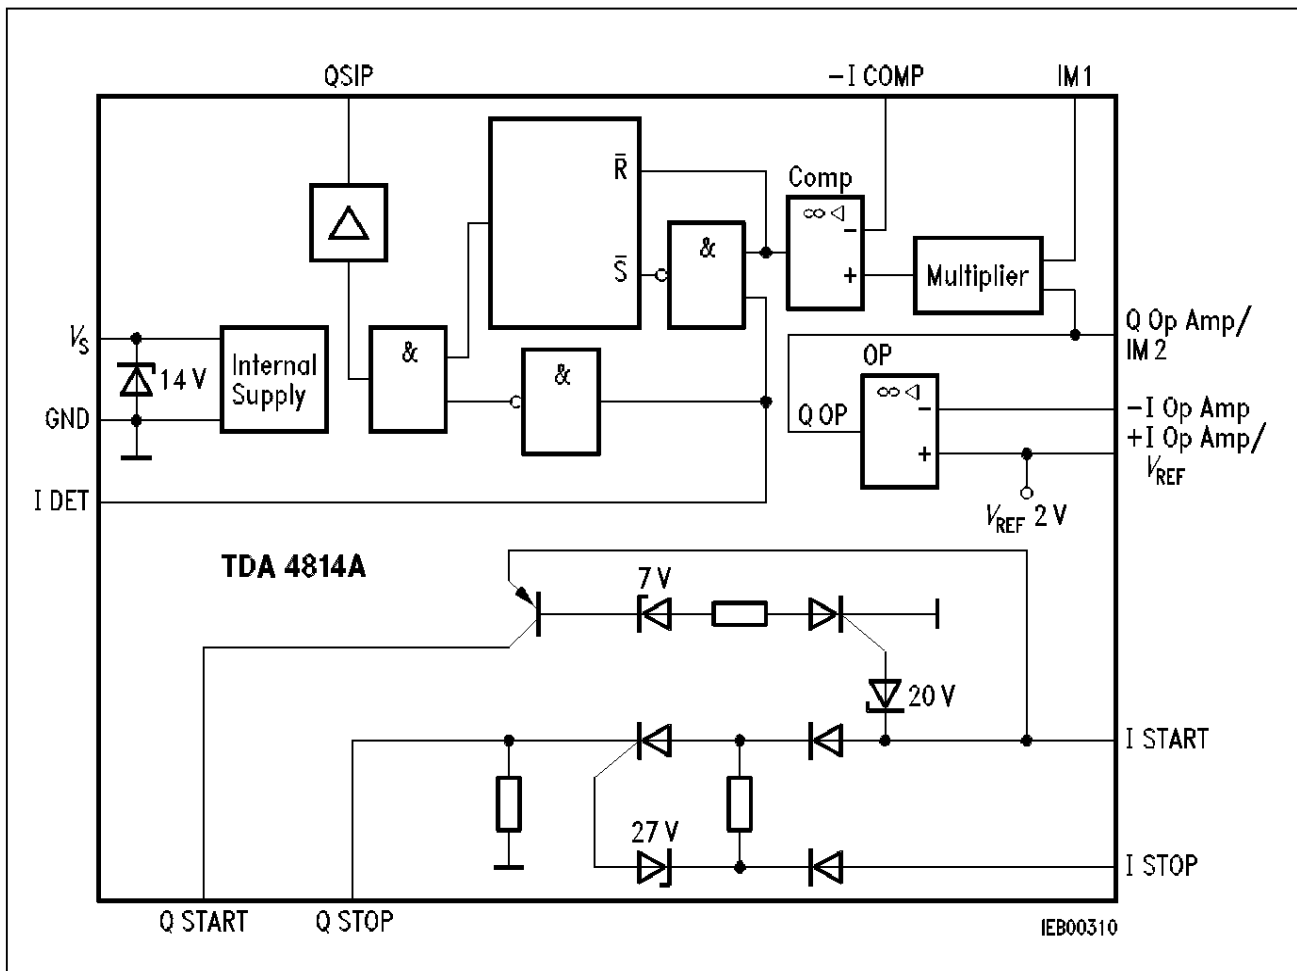 QSIP
-I COMP
IM1
R̅
Comp
∞
-
S̅
&
+
Multiplier
V_S
14 V
Internal
Supply
&
&
Q Op Amp/
IM 2
OP
∞
GND
Q OP
-
-I Op Amp
+
+I Op Amp/
V_REF
I DET
V_REF 2 V
TDA 4814A
7 V
20 V
I START
27 V
I STOP
Q START
Q STOP
IEB00310